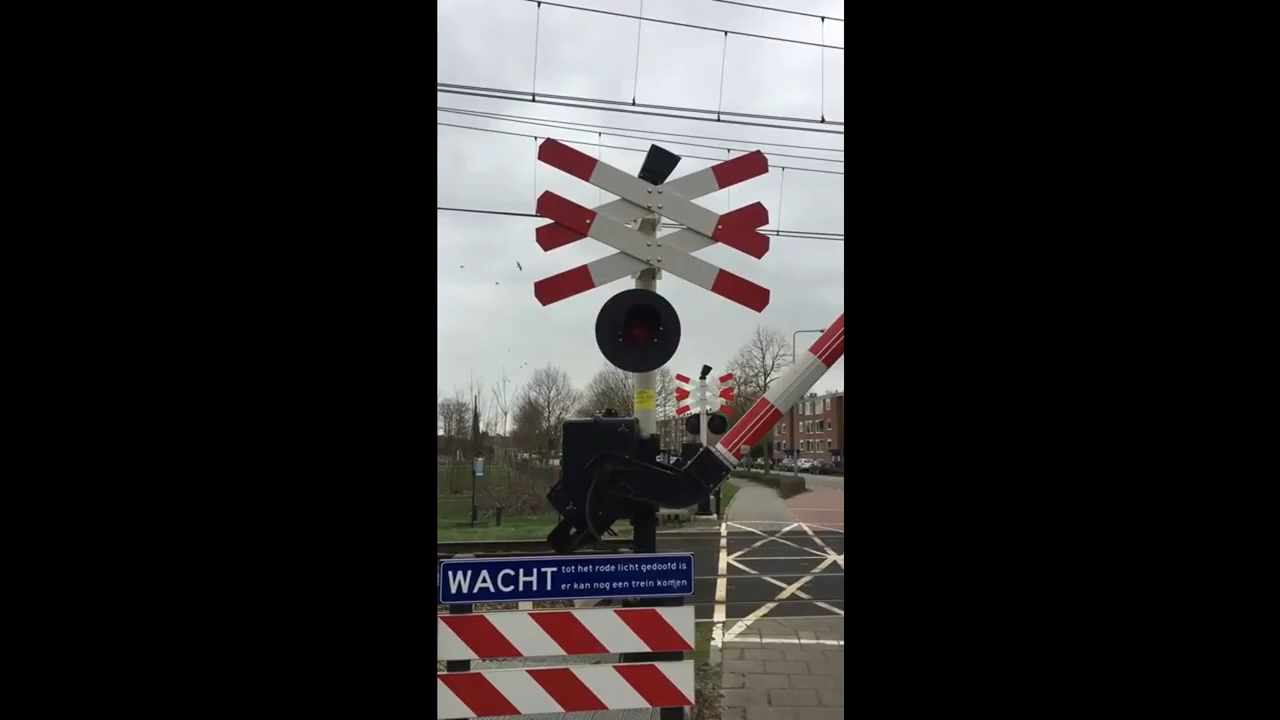 WACHT tot het rode licht gedoofd is
er kan nog een trein komen